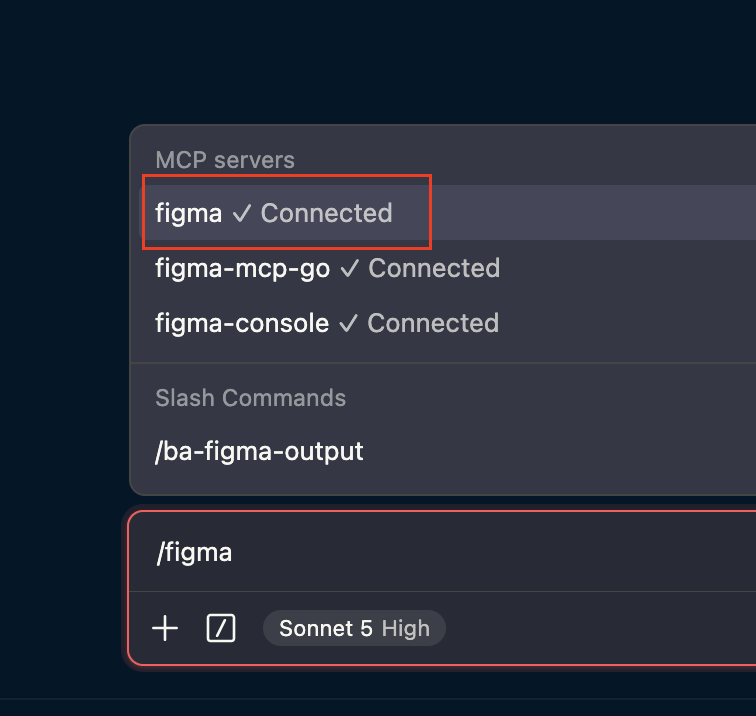 MCP servers
figma ✓ Connected
figma-mcp-go ✓ Connected
figma-console ✓ Connected
Slash Commands
/ba-figma-output
/figma
Sonnet 5 High